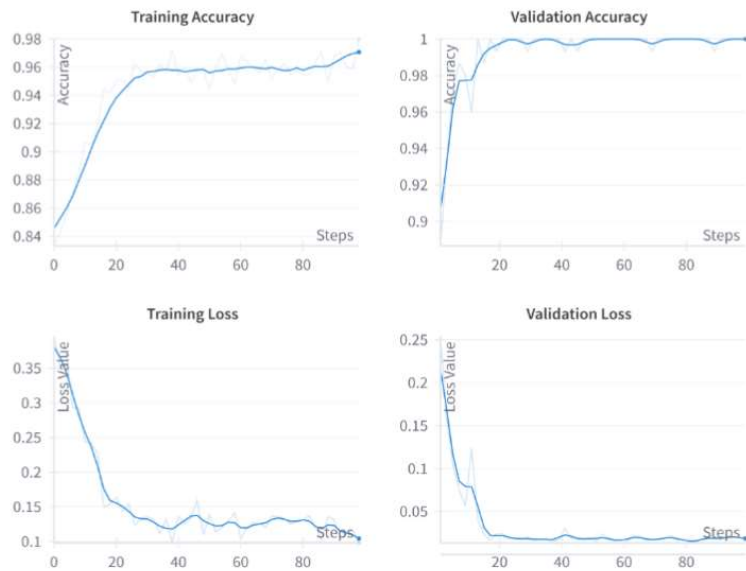 Training Accuracy
0.98
0.96
0.94
0.92
0.9
0.88
0.86
0.84
Accuracy
Steps
0 20 40 60 80
Validation Accuracy
1
0.98
0.96
0.94
0.92
0.9
Accuracy
Steps
20 40 60 80
Training Loss
0.35
0.3
0.25
0.2
0.15
0.1
Loss Value
Steps
0 20 40 60 80
Validation Loss
0.25
0.2
0.15
0.1
0.05
Loss Value
Steps
20 40 60 80